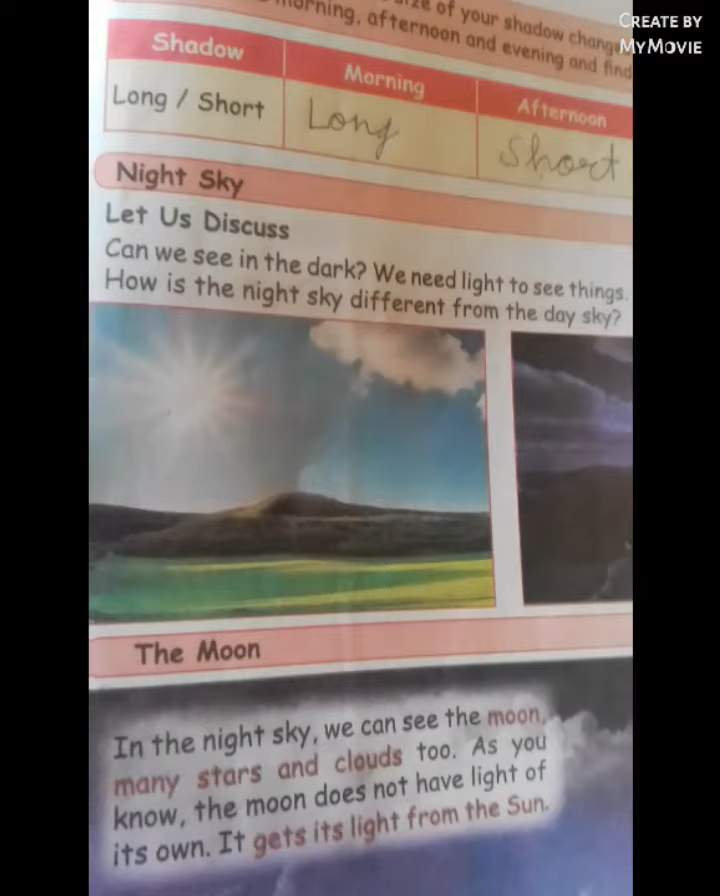 of your shadow
morning, afternoon and evening and find
CREATE BY
MYMOVIE
Shadow Morning Afternoon
Long / Short Long Short
Night Sky
Let Us Discuss
Can we see in the dark? We need light to see things.
How is the night sky different from the day sky?
The Moon
In the night sky, we can see the moon,
many stars and clouds too. As you
know, the moon does not have light of
its own. It gets its light from the Sun.